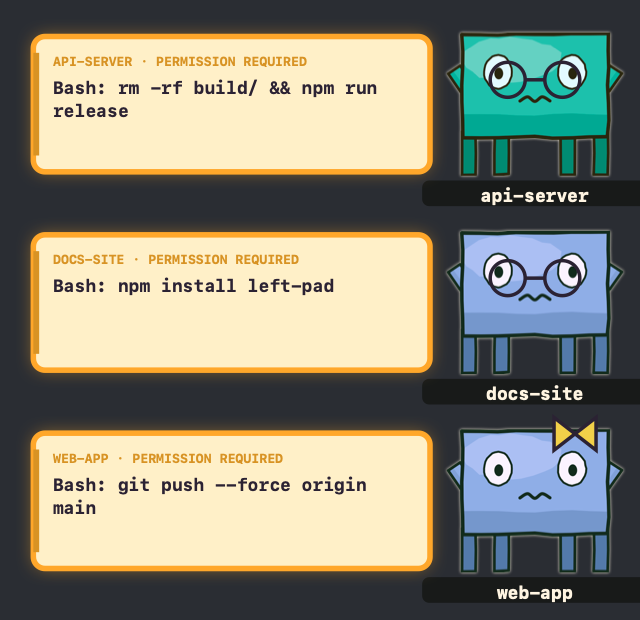 API-SERVER · PERMISSION REQUIRED
Bash: rm -rf build/ && npm run
release
api-server
DOCS-SITE · PERMISSION REQUIRED
Bash: npm install left-pad
docs-site
WEB-APP · PERMISSION REQUIRED
Bash: git push --force origin
main
web-app